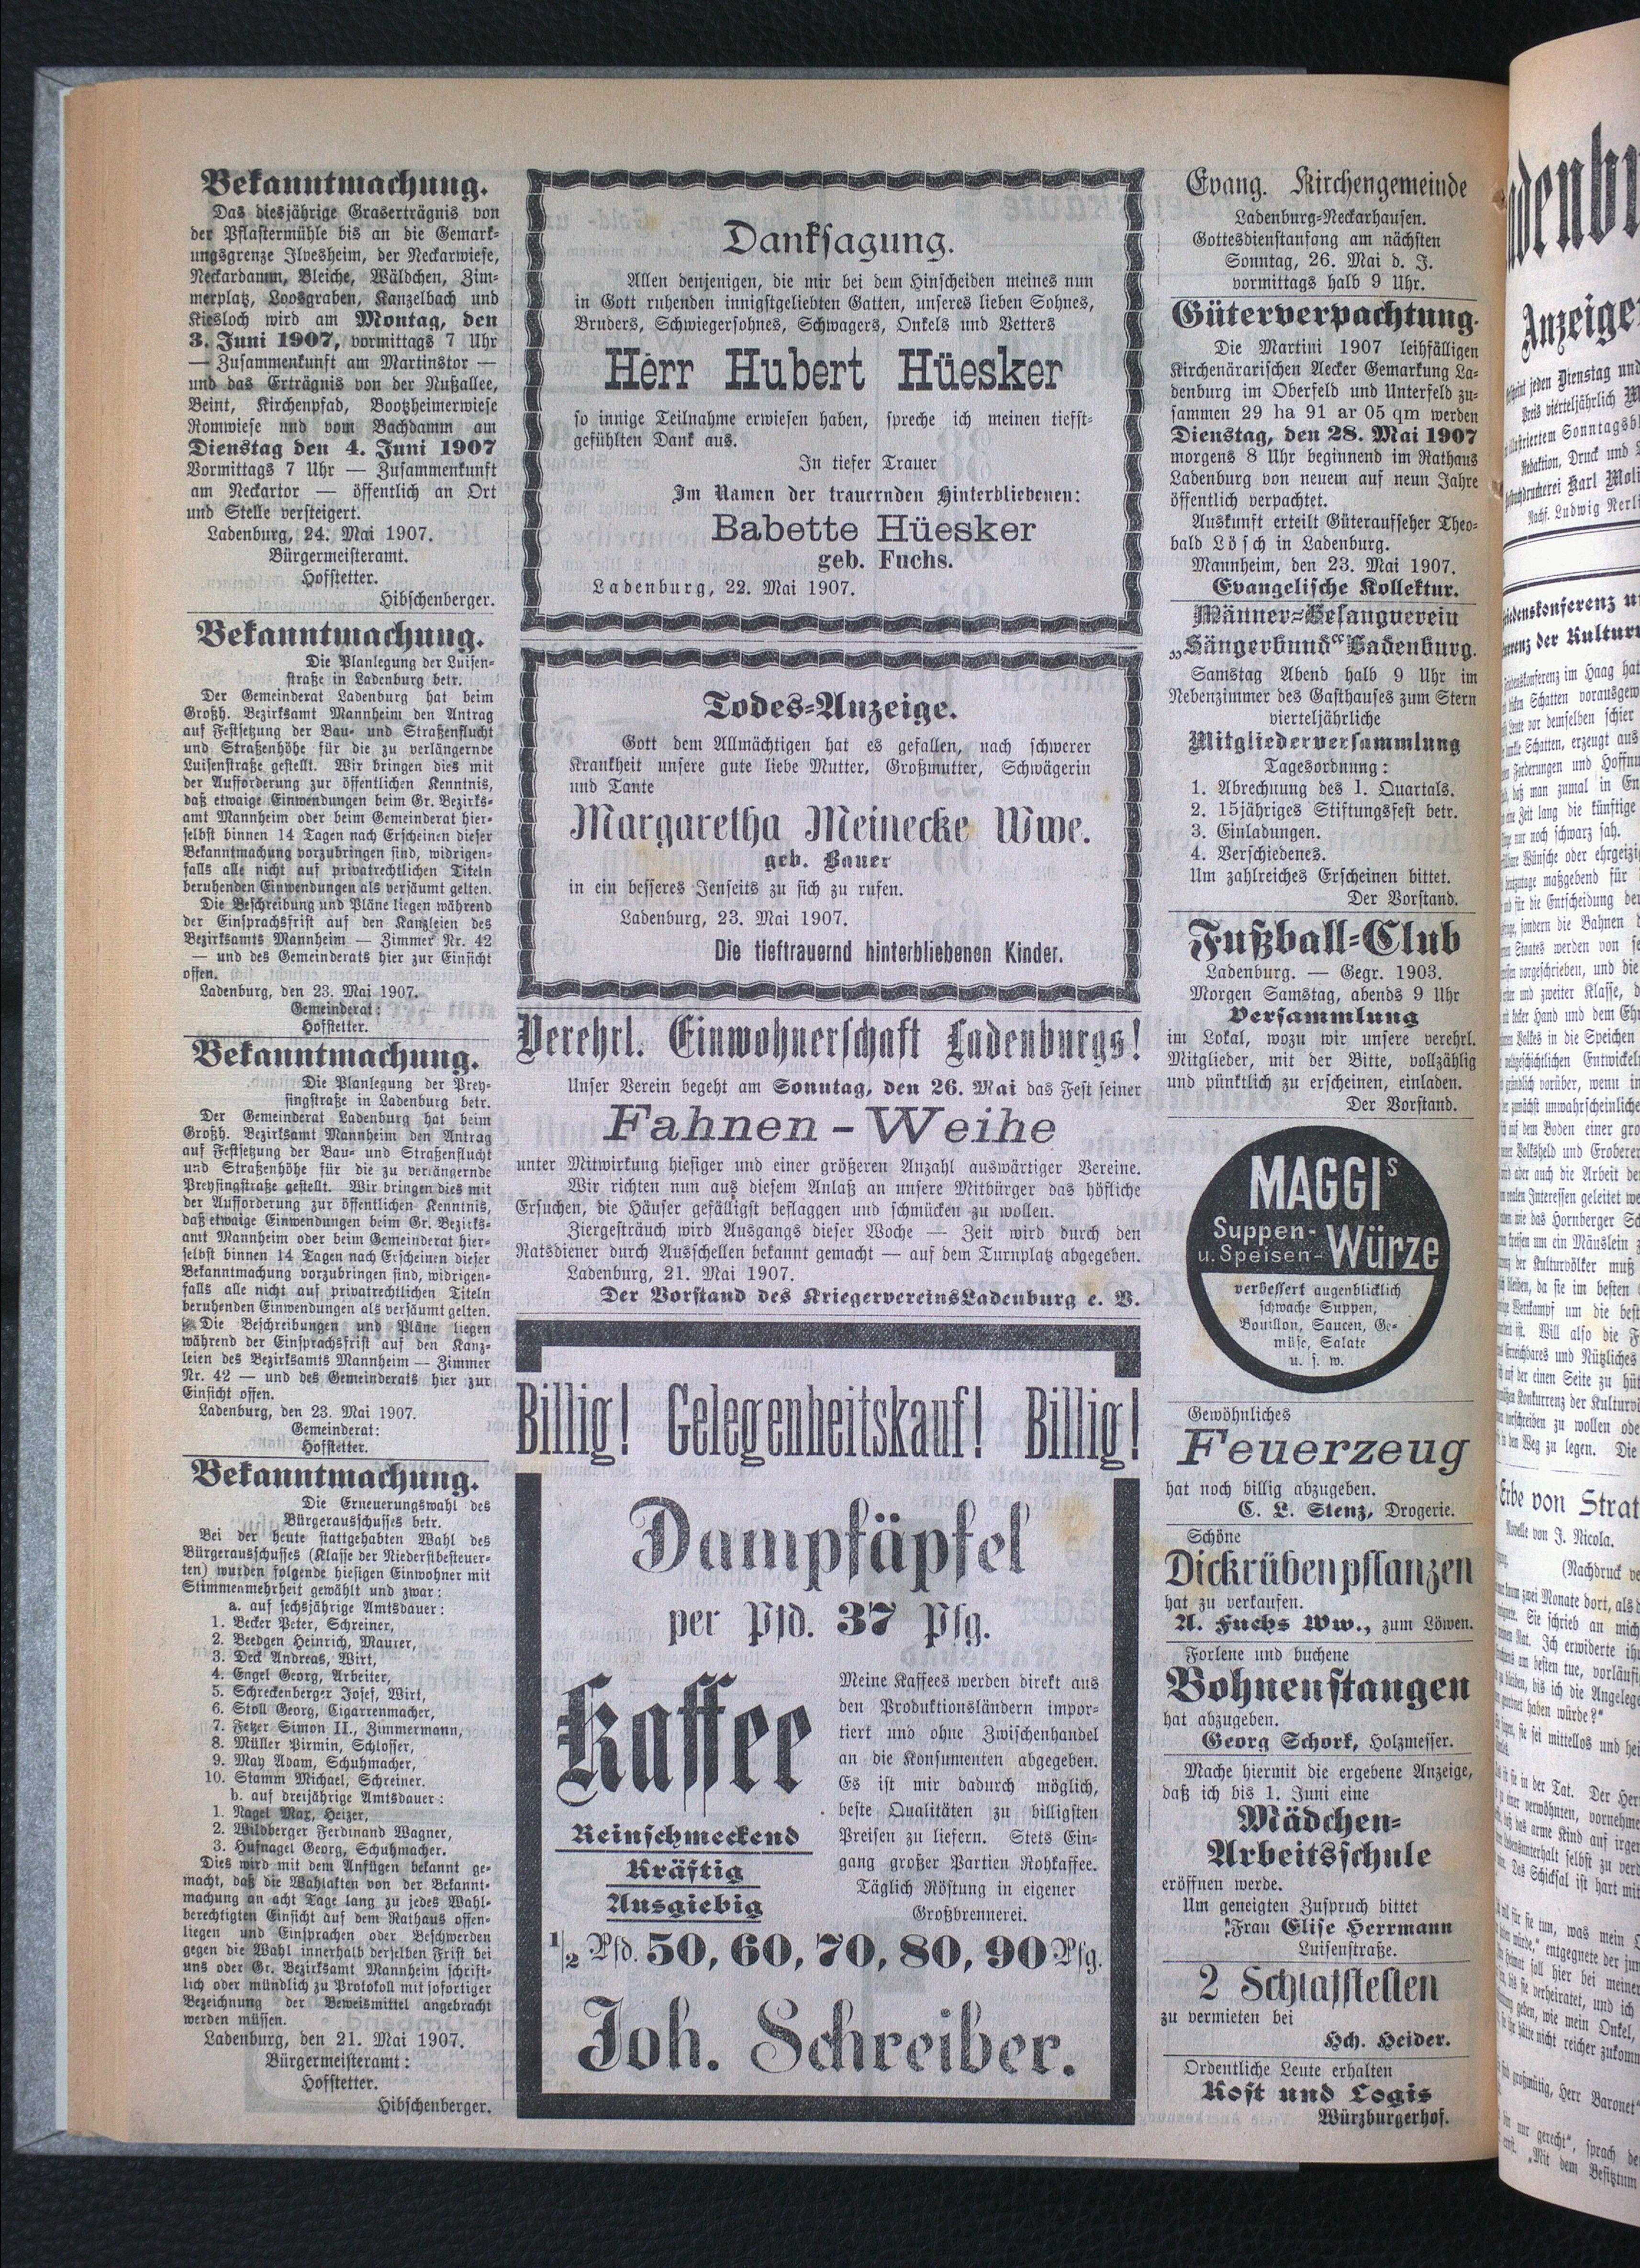 Bekanntmachung.
Das diesjährige Graserträgnis von
der Pflastermühle bis an die Gemark-
ungsgrenze Ilvesheim, der Neckarwiese,
Neckardamm, Bleiche, Wäldchen, Zim-
merplatz, Loosgraben, Kanzelbach und
Kiesloch wird am Montag, den
3. Juni 1907, vormittags 7 Uhr
— Zusammenkunft am Martinstor —
und das Erträgnis von der Nußallee,
Beint, Kirchenpfad, Bootzheimerwiese
Romwiese und vom Bachdamm am
Dienstag den 4. Juni 1907
Vormittags 7 Uhr — Zusammenkunft
am Neckartor — öffentlich an Ort
und Stelle versteigert.
Ladenburg, 24. Mai 1907.
Bürgermeisteramt.
Hofstetter.
Hibschenberger.
Bekanntmachung.
Die Planlegung der Luisen-
straße in Ladenburg betr.
Der Gemeinderat Ladenburg hat beim
Großh. Bezirksamt Mannheim den Antrag
auf Festsetzung der Bau- und Straßenflucht
und Straßenhöhe für die zu verlängernde
Luisenstraße gestellt. Wir bringen dies mit
der Aufforderung zur öffentlichen Kenntnis,
daß etwaige Einwendungen beim Gr. Bezirks-
amt Mannheim oder beim Gemeinderat hier-
selbst binnen 14 Tagen nach Erscheinen dieser
Bekanntmachung vorzubringen sind, widrigen-
falls alle nicht auf privatrechtlichen Titeln
beruhenden Einwendungen als versäumt gelten.
Die Beschreibung und Pläne liegen während
der Einsprachsfrist auf den Kanzleien des
Bezirksamts Mannheim — Zimmer Nr. 42
— und des Gemeinderats hier zur Einsicht
offen.
Ladenburg, den 23. Mai 1907.
Gemeinderat:
Hofstetter.
Bekanntmachung.
Die Planlegung der Prey-
singstraße in Ladenburg betr.
Der Gemeinderat Ladenburg hat beim
Großh. Bezirksamt Mannheim den Antrag
auf Festsetzung der Bau- und Straßenflucht
und Straßenhöhe für die zu verlängernde
Preysingstraße gestellt. Wir bringen dies mit
der Aufforderung zur öffentlichen Kenntnis,
daß etwaige Einwendungen beim Gr. Bezirks-
amt Mannheim oder beim Gemeinderat hier-
selbst binnen 14 Tagen nach Erscheinen dieser
Bekanntmachung vorzubringen sind, widrigen-
falls alle nicht auf privatrechtlichen Titeln
beruhenden Einwendungen als versäumt gelten.
Die Beschreibungen und Pläne liegen
während der Einsprachsfrist auf den Kanz-
leien des Bezirksamts Mannheim — Zimmer
Nr. 42 — und des Gemeinderats hier zur
Einsicht offen.
Ladenburg, den 23. Mai 1907.
Gemeinderat:
Hofstetter.
Bekanntmachung.
Die Erneuerungswahl des
Bürgerausschusses betr.
Bei der heute stattgehabten Wahl des
Bürgerausschusses (Klasse der Niederstbesteuer-
ten) wurden folgende hiesigen Einwohner mit
Stimmenmehrheit gewählt und zwar:
a. auf sechsjährige Amtsdauer:
1. Becker Peter, Schreiner,
2. Beedgen Heinrich, Maurer,
3. Deck Andreas, Wirt,
4. Engel Georg, Arbeiter,
5. Schreckenberger Josef, Wirt,
6. Stoll Georg, Cigarrenmacher,
7. Fetzer Simon II., Zimmermann,
8. Müller Pirmin, Schlosser,
9. May Adam, Schuhmacher,
10. Stamm Michael, Schreiner.
b. auf dreijährige Amtsdauer:
1. Nagel Max, Heizer,
2. Wildberger Ferdinand Wagner,
3. Hufnagel Georg, Schuhmacher.
Dies wird mit dem Anfügen bekannt ge-
macht, daß die Wahlakten von der Bekannt-
machung an acht Tage lang zu jedes Wahl-
berechtigten Einsicht auf dem Rathaus offen-
liegen und Einsprachen oder Beschwerden
gegen die Wahl innerhalb derselben Frist bei
uns oder Gr. Bezirksamt Mannheim schrift-
lich oder mündlich zu Protokoll mit sofortiger
Bezeichnung der Beweismittel angebracht
werden müssen.
Ladenburg, den 21. Mai 1907.
Bürgermeisteramt:
Hofstetter.
Hibschenberger.
Danksagung.
Allen denjenigen, die mir bei dem Hinscheiden meines nun
in Gott ruhenden innigstgeliebten Gatten, unseres lieben Sohnes,
Bruders, Schwiegersohnes, Schwagers, Onkels und Vetters
Herr Hubert Hüesker
so innige Teilnahme erwiesen haben, spreche ich meinen tiefst-
gefühlten Dank aus.
In tiefer Trauer
Im Namen der trauernden Hinterbliebenen:
Babette Hüesker
geb. Fuchs.
Ladenburg, 22. Mai 1907.
Todes-Anzeige.
Gott dem Allmächtigen hat es gefallen, nach schwerer
Krankheit unsere gute liebe Mutter, Großmutter, Schwägerin
und Tante
Margaretha Meinecke Wwe.
geb. Bauer
in ein besseres Jenseits zu sich zu rufen.
Ladenburg, 23. Mai 1907.
Die tieftrauernd hinterbliebenen Kinder.
Verehrl. Einwohnerschaft Ladenburgs!
Unser Verein begeht am Sonntag, den 26. Mai das Fest seiner
Fahnen-Weihe
unter Mitwirkung hiesiger und einer größeren Anzahl auswärtiger Vereine.
Wir richten nun aus diesem Anlaß an unsere Mitbürger das höfliche
Ersuchen, die Häuser gefälligst beflaggen und schmücken zu wollen.
Ziergesträuch wird Ausgangs dieser Woche — Zeit wird durch den
Ratsdiener durch Ausschellen bekannt gemacht — auf dem Turnplatz abgegeben.
Ladenburg, 21. Mai 1907.
Der Vorstand des Kriegervereins Ladenburg e. V.
Billig! Gelegenheitskauf! Billig!
Dampfäpfel
per Pfd. 37 Pfg.
Kaffee
Reinschmeckend
Kräftig
Ausgiebig
Meine Kaffees werden direkt aus
den Produktionsländern impor-
tiert und ohne Zwischenhandel
an die Konsumenten abgegeben.
Es ist mir dadurch möglich,
beste Qualitäten zu billigsten
Preisen zu liefern. Stets Ein-
gang großer Partien Rohkaffee.
Täglich Röstung in eigener
Großbrennerei.
1/2 Pfd. 50, 60, 70, 80, 90 Pfg.
Joh. Schreiber.
Evang. Kirchengemeinde
Ladenburg-Neckarhausen.
Gottesdienstanfang am nächsten
Sonntag, 26. Mai d. J.
vormittags halb 9 Uhr.
Güterverpachtung.
Die Martini 1907 leihfälligen
Kirchenärarischen Aecker Gemarkung La-
denburg im Oberfeld und Unterfeld zu-
sammen 29 ha 91 ar 05 qm werden
Dienstag, den 28. Mai 1907
morgens 8 Uhr beginnend im Rathaus
Ladenburg von neuem auf neun Jahre
öffentlich verpachtet.
Auskunft erteilt Güteraufseher Theo-
bald Lösch in Ladenburg.
Mannheim, den 23. Mai 1907.
Evangelische Kollektur.
Männer-Gesangverein
„Sängerbund“ Ladenburg.
Samstag Abend halb 9 Uhr im
Nebenzimmer des Gasthauses zum Stern
vierteljährliche
Mitgliederversammlung
Tagesordnung:
1. Abrechnung des 1. Quartals.
2. 15jähriges Stiftungsfest betr.
3. Einladungen.
4. Verschiedenes.
Um zahlreiches Erscheinen bittet.
Der Vorstand.
Fußball-Club
Ladenburg. — Gegr. 1903.
Morgen Samstag, abends 9 Uhr
Versammlung
im Lokal, wozu wir unsere verehrl.
Mitglieder, mit der Bitte, vollzählig
und pünktlich zu erscheinen, einladen.
Der Vorstand.
MAGGIs
Suppen-
u. Speisen- Würze
verbessert augenblicklich
schwache Suppen,
Bouillon, Saucen, Ge-
müse, Salate
u. s. w.
Gewöhnliches
Feuerzeug
hat noch billig abzugeben.
C. L. Stenz, Drogerie.
Schöne
Dickrübenpflanzen
hat zu verkaufen.
A. Fuchs Ww., zum Löwen.
Forlene und buchene
Bohnenstangen
hat abzugeben.
Georg Schork, Holzmesser.
Mache hiermit die ergebene Anzeige,
daß ich bis 1. Juni eine
Mädchen-
Arbeitsschule
eröffnen werde.
Um geneigten Zuspruch bittet
Frau Elise Herrmann
Luisenstraße.
2 Schlafstellen
zu vermieten bei
Hch. Heider.
Ordentliche Leute erhalten
Kost und Logis
Würzburgerhof.
Anzeige
jeden Dienstag und
vierteljährlich
Sonntagsbl
Redaktion, Druck und
Karl Moli
Nachf. Ludwig Nerli
der Kultur
im Haag hat
Schatten
Erbe von Strat
Novelle von J. Nicola.
(Nachdruck ve